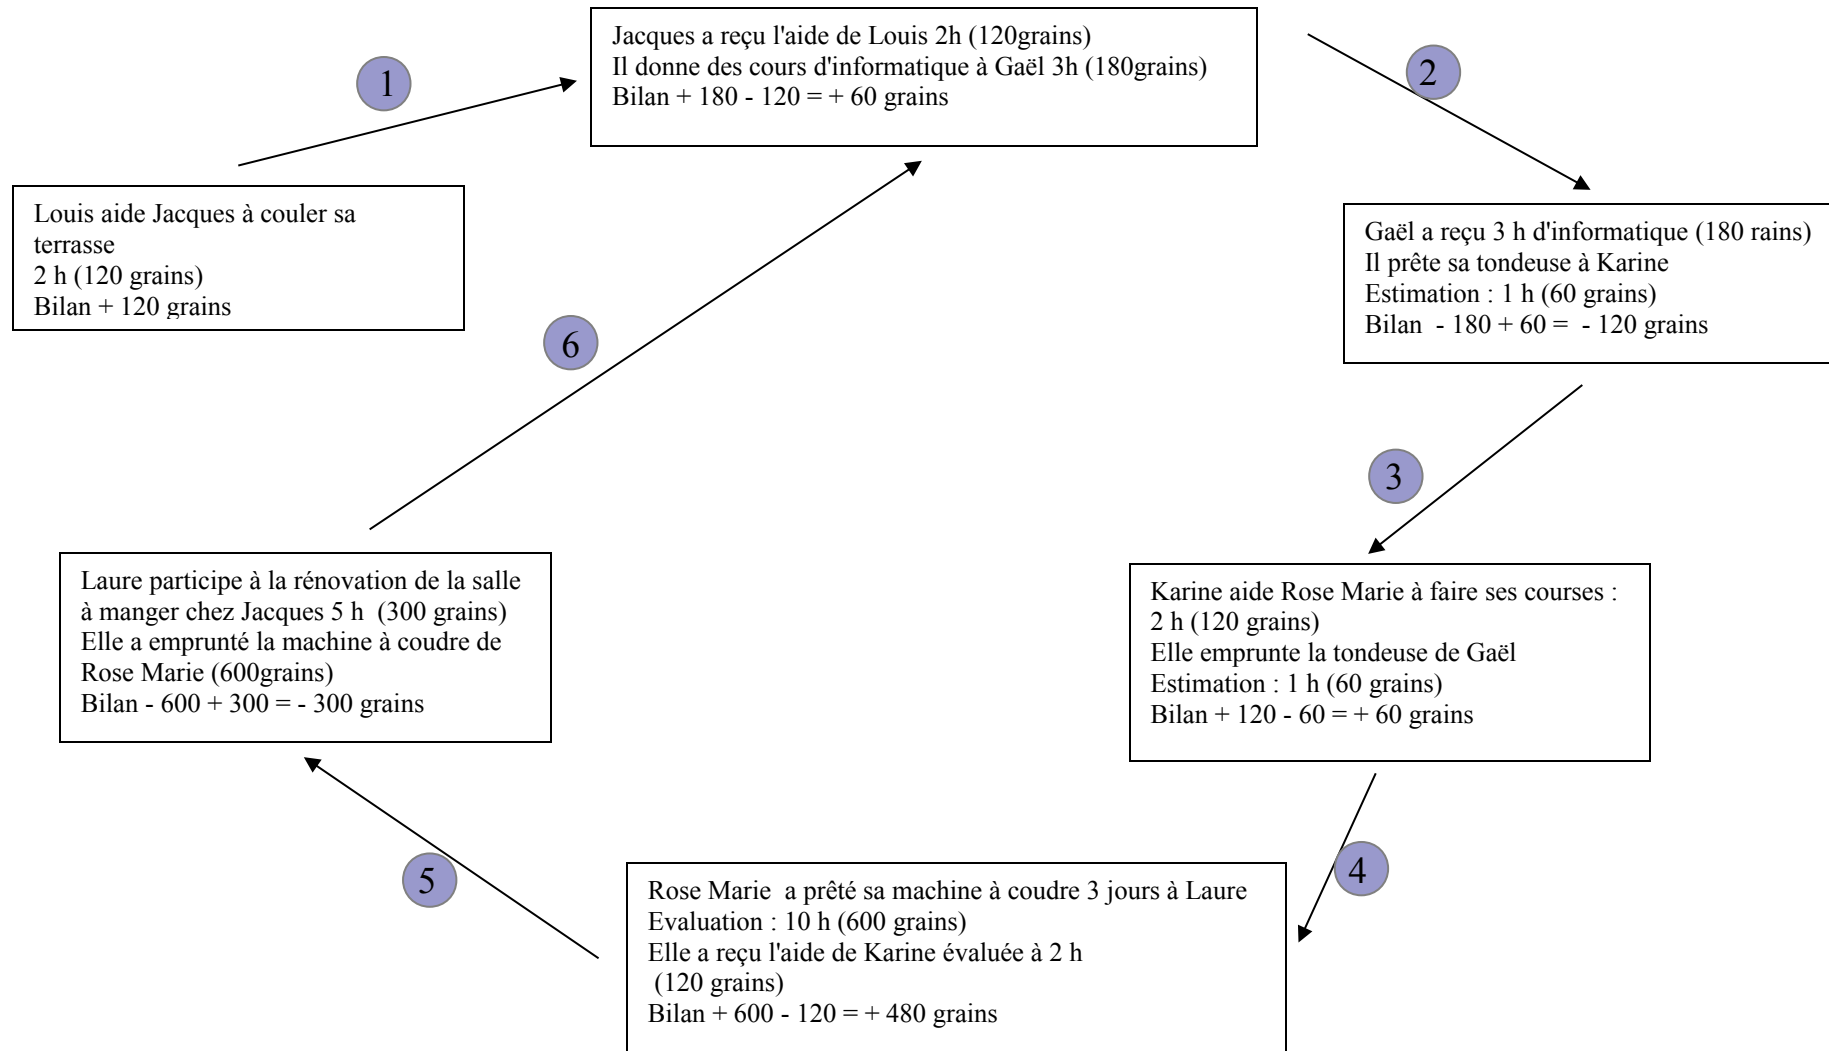 1
Jacques a reçu l'aide de Louis 2h (120grains)
Il donne des cours d'informatique à Gaël 3h (180grains)
Bilan + 180 - 120 = + 60 grains
2
Louis aide Jacques à couler sa
terrasse
2 h (120 grains)
Bilan + 120 grains
Gaël a reçu 3 h d'informatique (180 rains)
Il prête sa tondeuse à Karine
Estimation : 1 h (60 grains)
Bilan  - 180 + 60 =  - 120 grains
6
3
Laure participe à la rénovation de la salle
à manger chez Jacques 5 h  (300 grains)
Elle a emprunté la machine à coudre de
Rose Marie (600grains)
Bilan - 600 + 300 = - 300 grains
Karine aide Rose Marie à faire ses courses :
2 h (120 grains)
Elle emprunte la tondeuse de Gaël
Estimation : 1 h (60 grains)
Bilan + 120 - 60 = + 60 grains
5
4
Rose Marie  a prêté sa machine à coudre 3 jours à Laure
Evaluation : 10 h (600 grains)
Elle a reçu l'aide de Karine évaluée à 2 h
(120 grains)
Bilan + 600 - 120 = + 480 grains